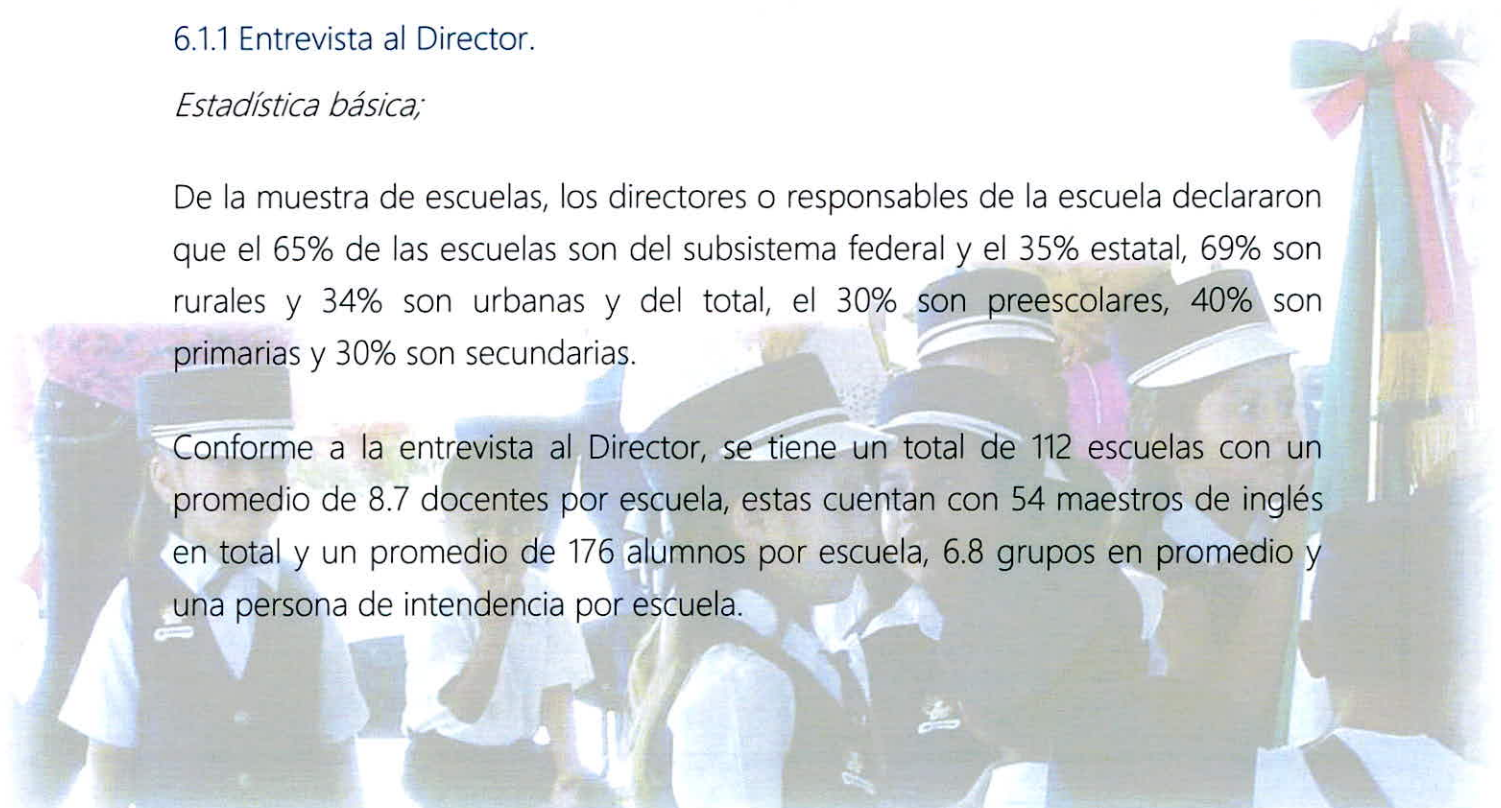 6.1.1 Entrevista al Director.
Estadística básica;
De la muestra de escuelas, los directores o responsables de la escuela declararon
que el 65% de las escuelas son del subsistema federal y el 35% estatal, 69% son
rurales y 34% son urbanas y del total, el 30% son preescolares, 40% son
primarias y 30% son secundarias.
Conforme a la entrevista al Director, se tiene un total de 112 escuelas con un
promedio de 8.7 docentes por escuela, estas cuentan con 54 maestros de inglés
en total y un promedio de 176 alumnos por escuela, 6.8 grupos en promedio y
una persona de intendencia por escuela.